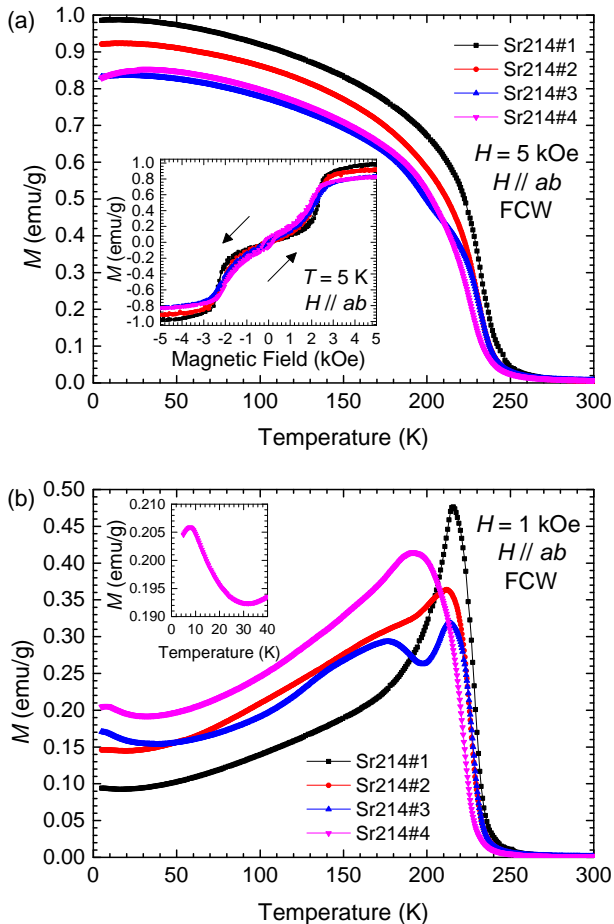 (a)
1.0
0.9
0.8
0.7
0.6
0.5
0.4
0.3
0.2
0.1
0.0
M (emu/g)
Sr214#1
Sr214#2
Sr214#3
Sr214#4
H = 5 kOe
H // ab
FCW
1.0
0.8
0.6
0.4
0.2
0.0
-0.2
-0.4
-0.6
-0.8
-1.0
M (emu/g)
T = 5 K
H // ab
-5 -4 -3 -2 -1 0 1 2 3 4 5
Magnetic Field (kOe)
0 50 100 150 200 250 300
Temperature (K)
(b)
0.50
0.45
0.40
0.35
0.30
0.25
0.20
0.15
0.10
0.05
0.00
M (emu/g)
0.210
0.205
0.200
0.195
0.190
M (emu/g)
0 10 20 30 40
Temperature (K)
H = 1 kOe
H // ab
FCW
Sr214#1
Sr214#2
Sr214#3
Sr214#4
0 50 100 150 200 250 300
Temperature (K)